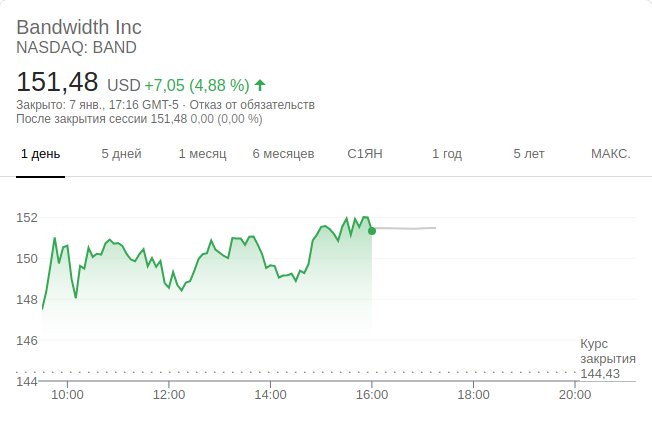 Bandwidth Inc
NASDAQ: BAND
151,48 USD +7,05 (4,88 %)
Закрыто: 7 янв., 17:16 GMT-5 · Отказ от обязательств
После закрытия сессии 151,48 0,00 (0,00 %)
1 день 5 дней 1 месяц 6 месяцев С1ЯН 1 год 5 лет МАКС.
152
150
148
146
Курс
закрытия
144,43
144
10:00 12:00 14:00 16:00 18:00 20:00